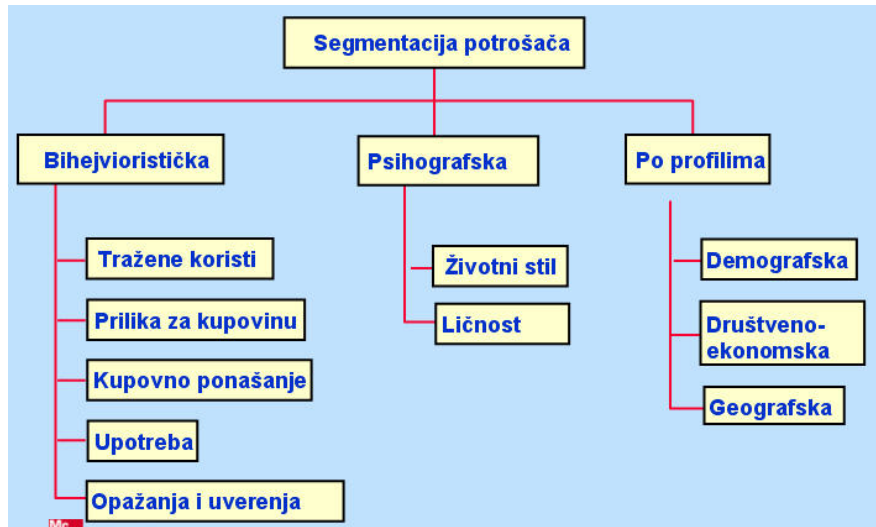 Segmentacija potrošača
Bihejvioristička
Psihografska
Po profilima
Tražene koristi
Prilika za kupovinu
Kupovno ponašanje
Upotreba
Opažanja i uverenja
Životni stil
Ličnost
Demografska
Društveno-
ekonomska
Geografska
Mc